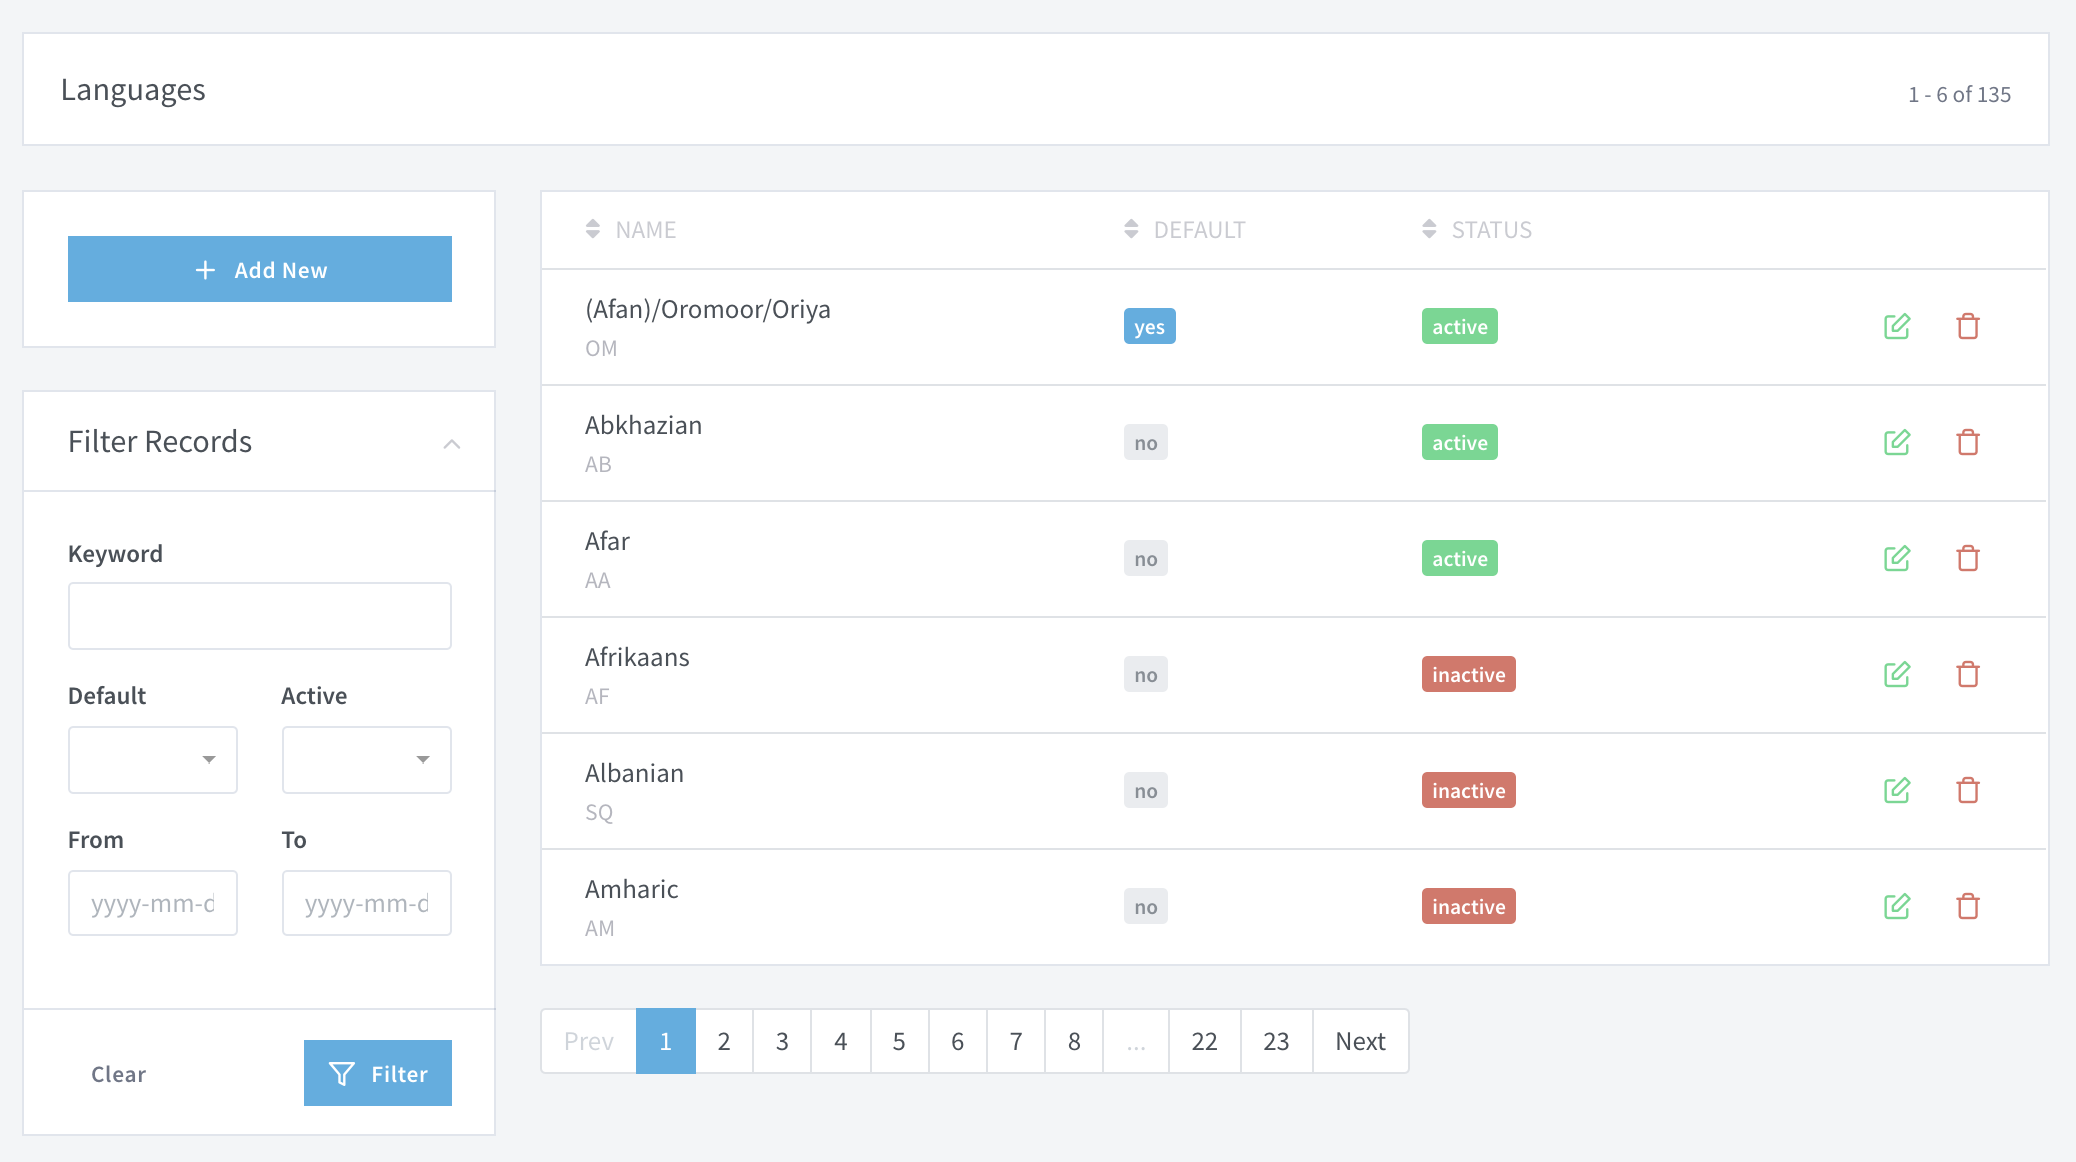 Languages
1 - 6 of 135
Add New
Filter Records
Keyword
Default Active
From To
yyyy-mm-d yyyy-mm-d
Clear Filter
NAME DEFAULT STATUS
(Afan)/Oromoor/Oriya
OM
yes active
Abkhazian
AB
no active
Afar
AA
no active
Afrikaans
AF
no inactive
Albanian
SQ
no inactive
Amharic
AM
no inactive
Prev 1 2 3 4 5 6 7 8 ... 22 23 Next